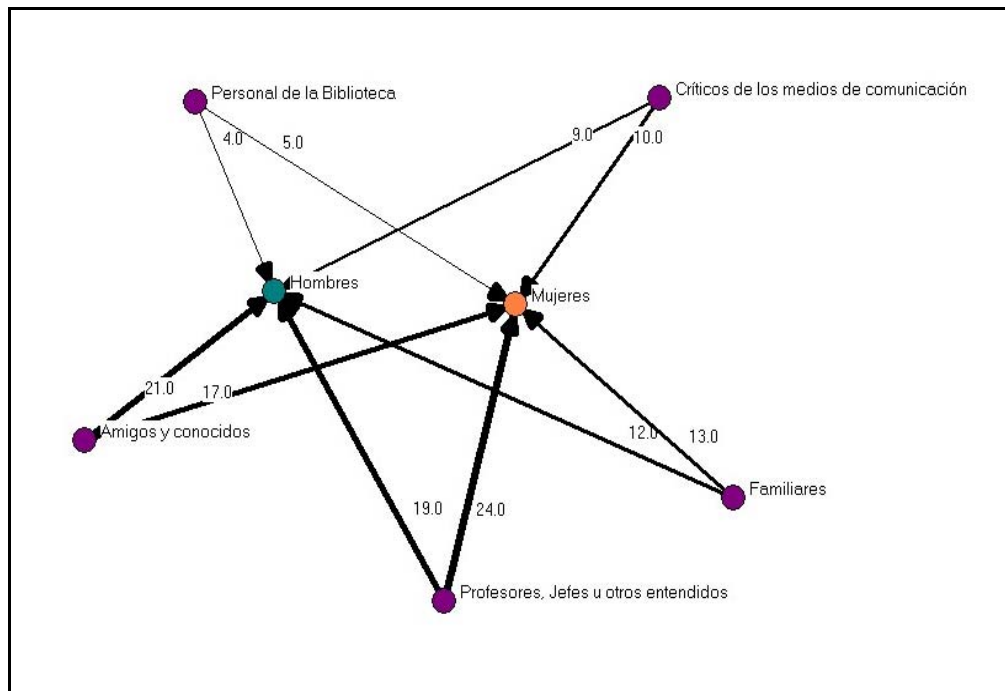 Personal de la Biblioteca
Críticos de los medios de comunicación
4.0
5.0
9.0
10.0
Hombres
Mujeres
21.0
17.0
Amigos y conocidos
12.0
13.0
Familiares
19.0
24.0
Profesores, Jefes u otros entendidos